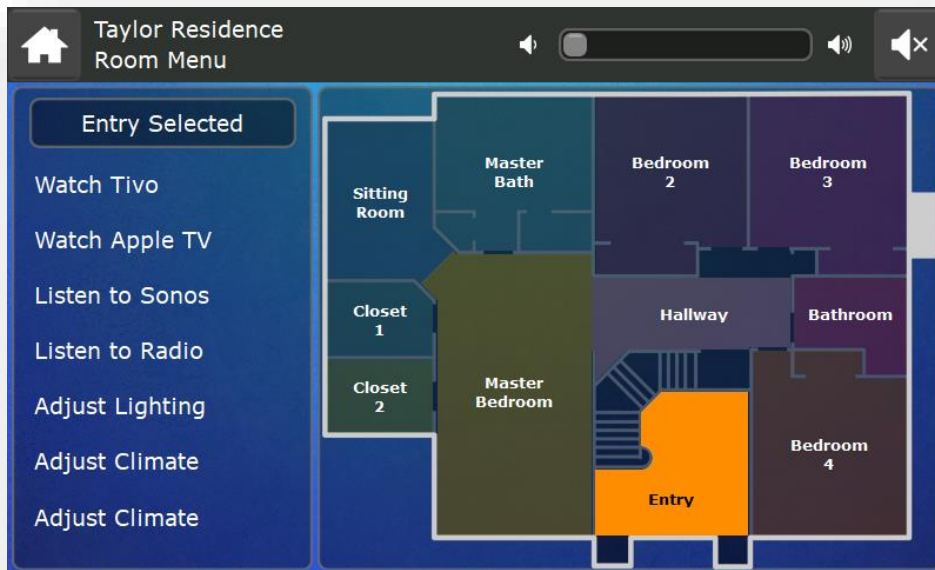 Taylor Residence
Room Menu
Entry Selected
Watch Tivo
Watch Apple TV
Listen to Sonos
Listen to Radio
Adjust Lighting
Adjust Climate
Adjust Climate
Sitting
Room
Master
Bath
Bedroom
2
Bedroom
3
Closet
1
Hallway
Bathroom
Closet
2
Master
Bedroom
Bedroom
4
Entry